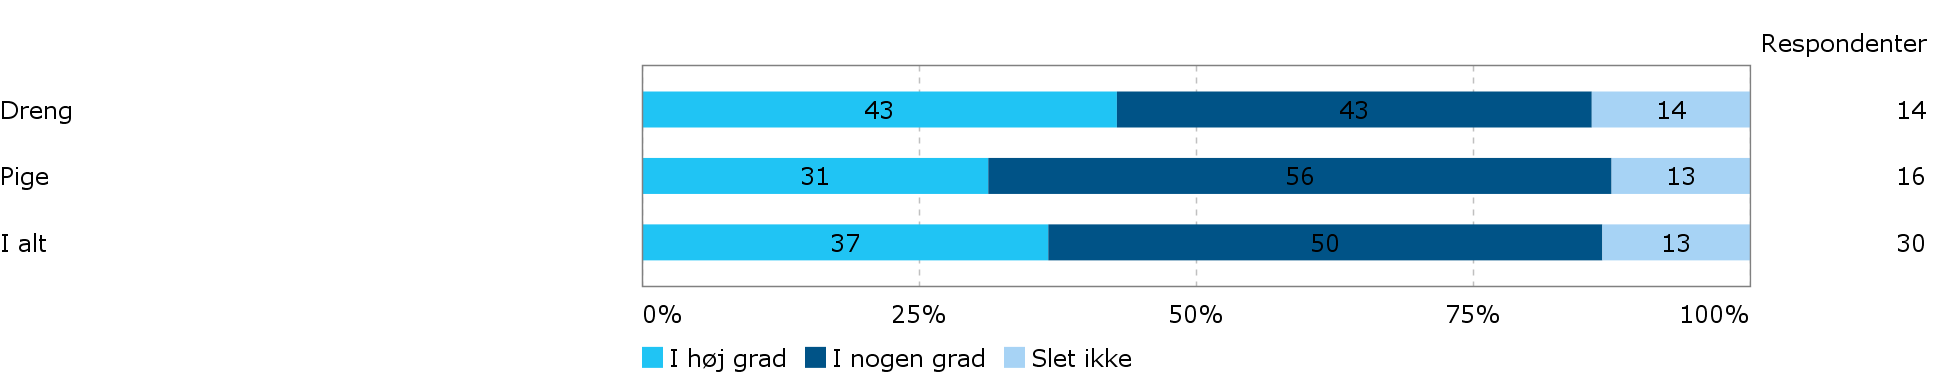 Respondenter
Dreng 43 43 14 14
Pige 31 56 13 16
I alt 37 50 13 30
0% 25% 50% 75% 100%
I høj grad I nogen grad Slet ikke